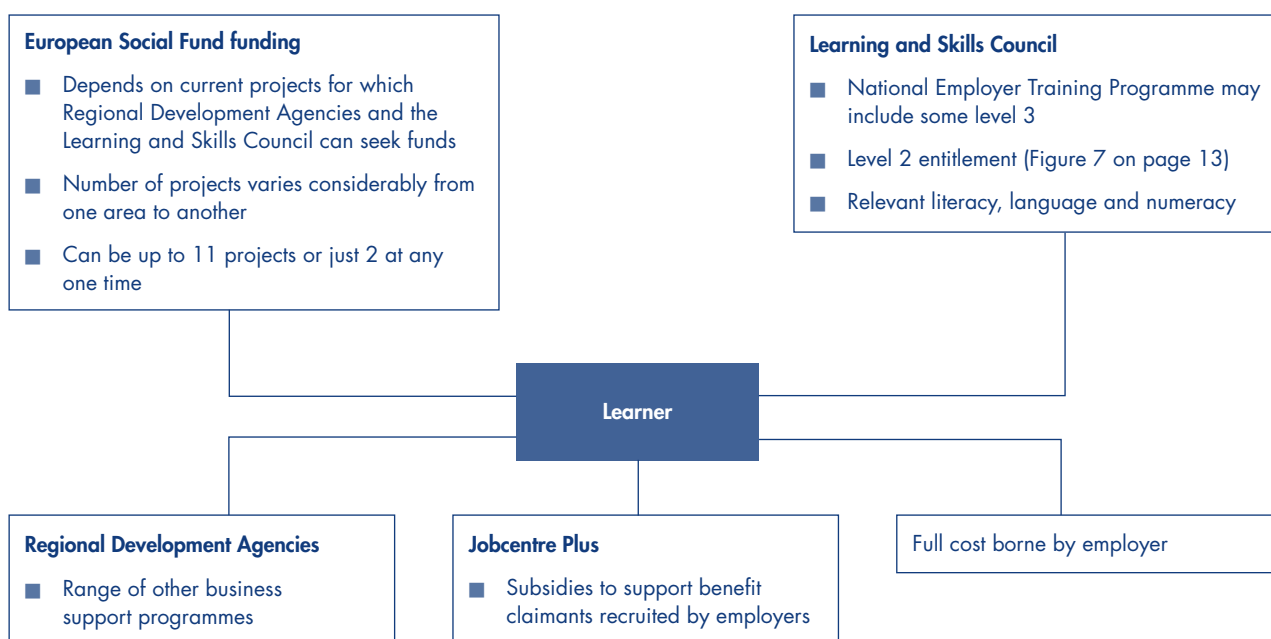 European Social Fund funding
■ Depends on current projects for which
Regional Development Agencies and the
Learning and Skills Council can seek funds
■ Number of projects varies considerably from
one area to another
■ Can be up to 11 projects or just 2 at any
one time
Learning and Skills Council
■ National Employer Training Programme may
include some level 3
■ Level 2 entitlement (Figure 7 on page 13)
■ Relevant literacy, language and numeracy
Learner
Regional Development Agencies
■ Range of other business
support programmes
Jobcentre Plus
■ Subsidies to support benefit
claimants recruited by employers
Full cost borne by employer